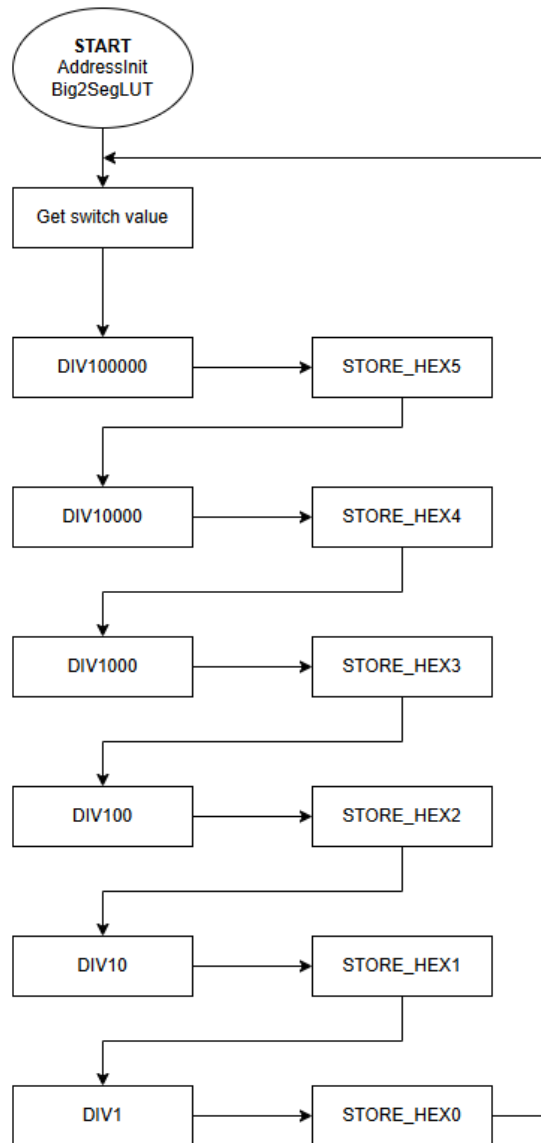 START
AddressInit
Big2SegLUT
Get switch value
DIV100000
STORE_HEX5
DIV10000
STORE_HEX4
DIV1000
STORE_HEX3
DIV100
STORE_HEX2
DIV10
STORE_HEX1
DIV1
STORE_HEX0